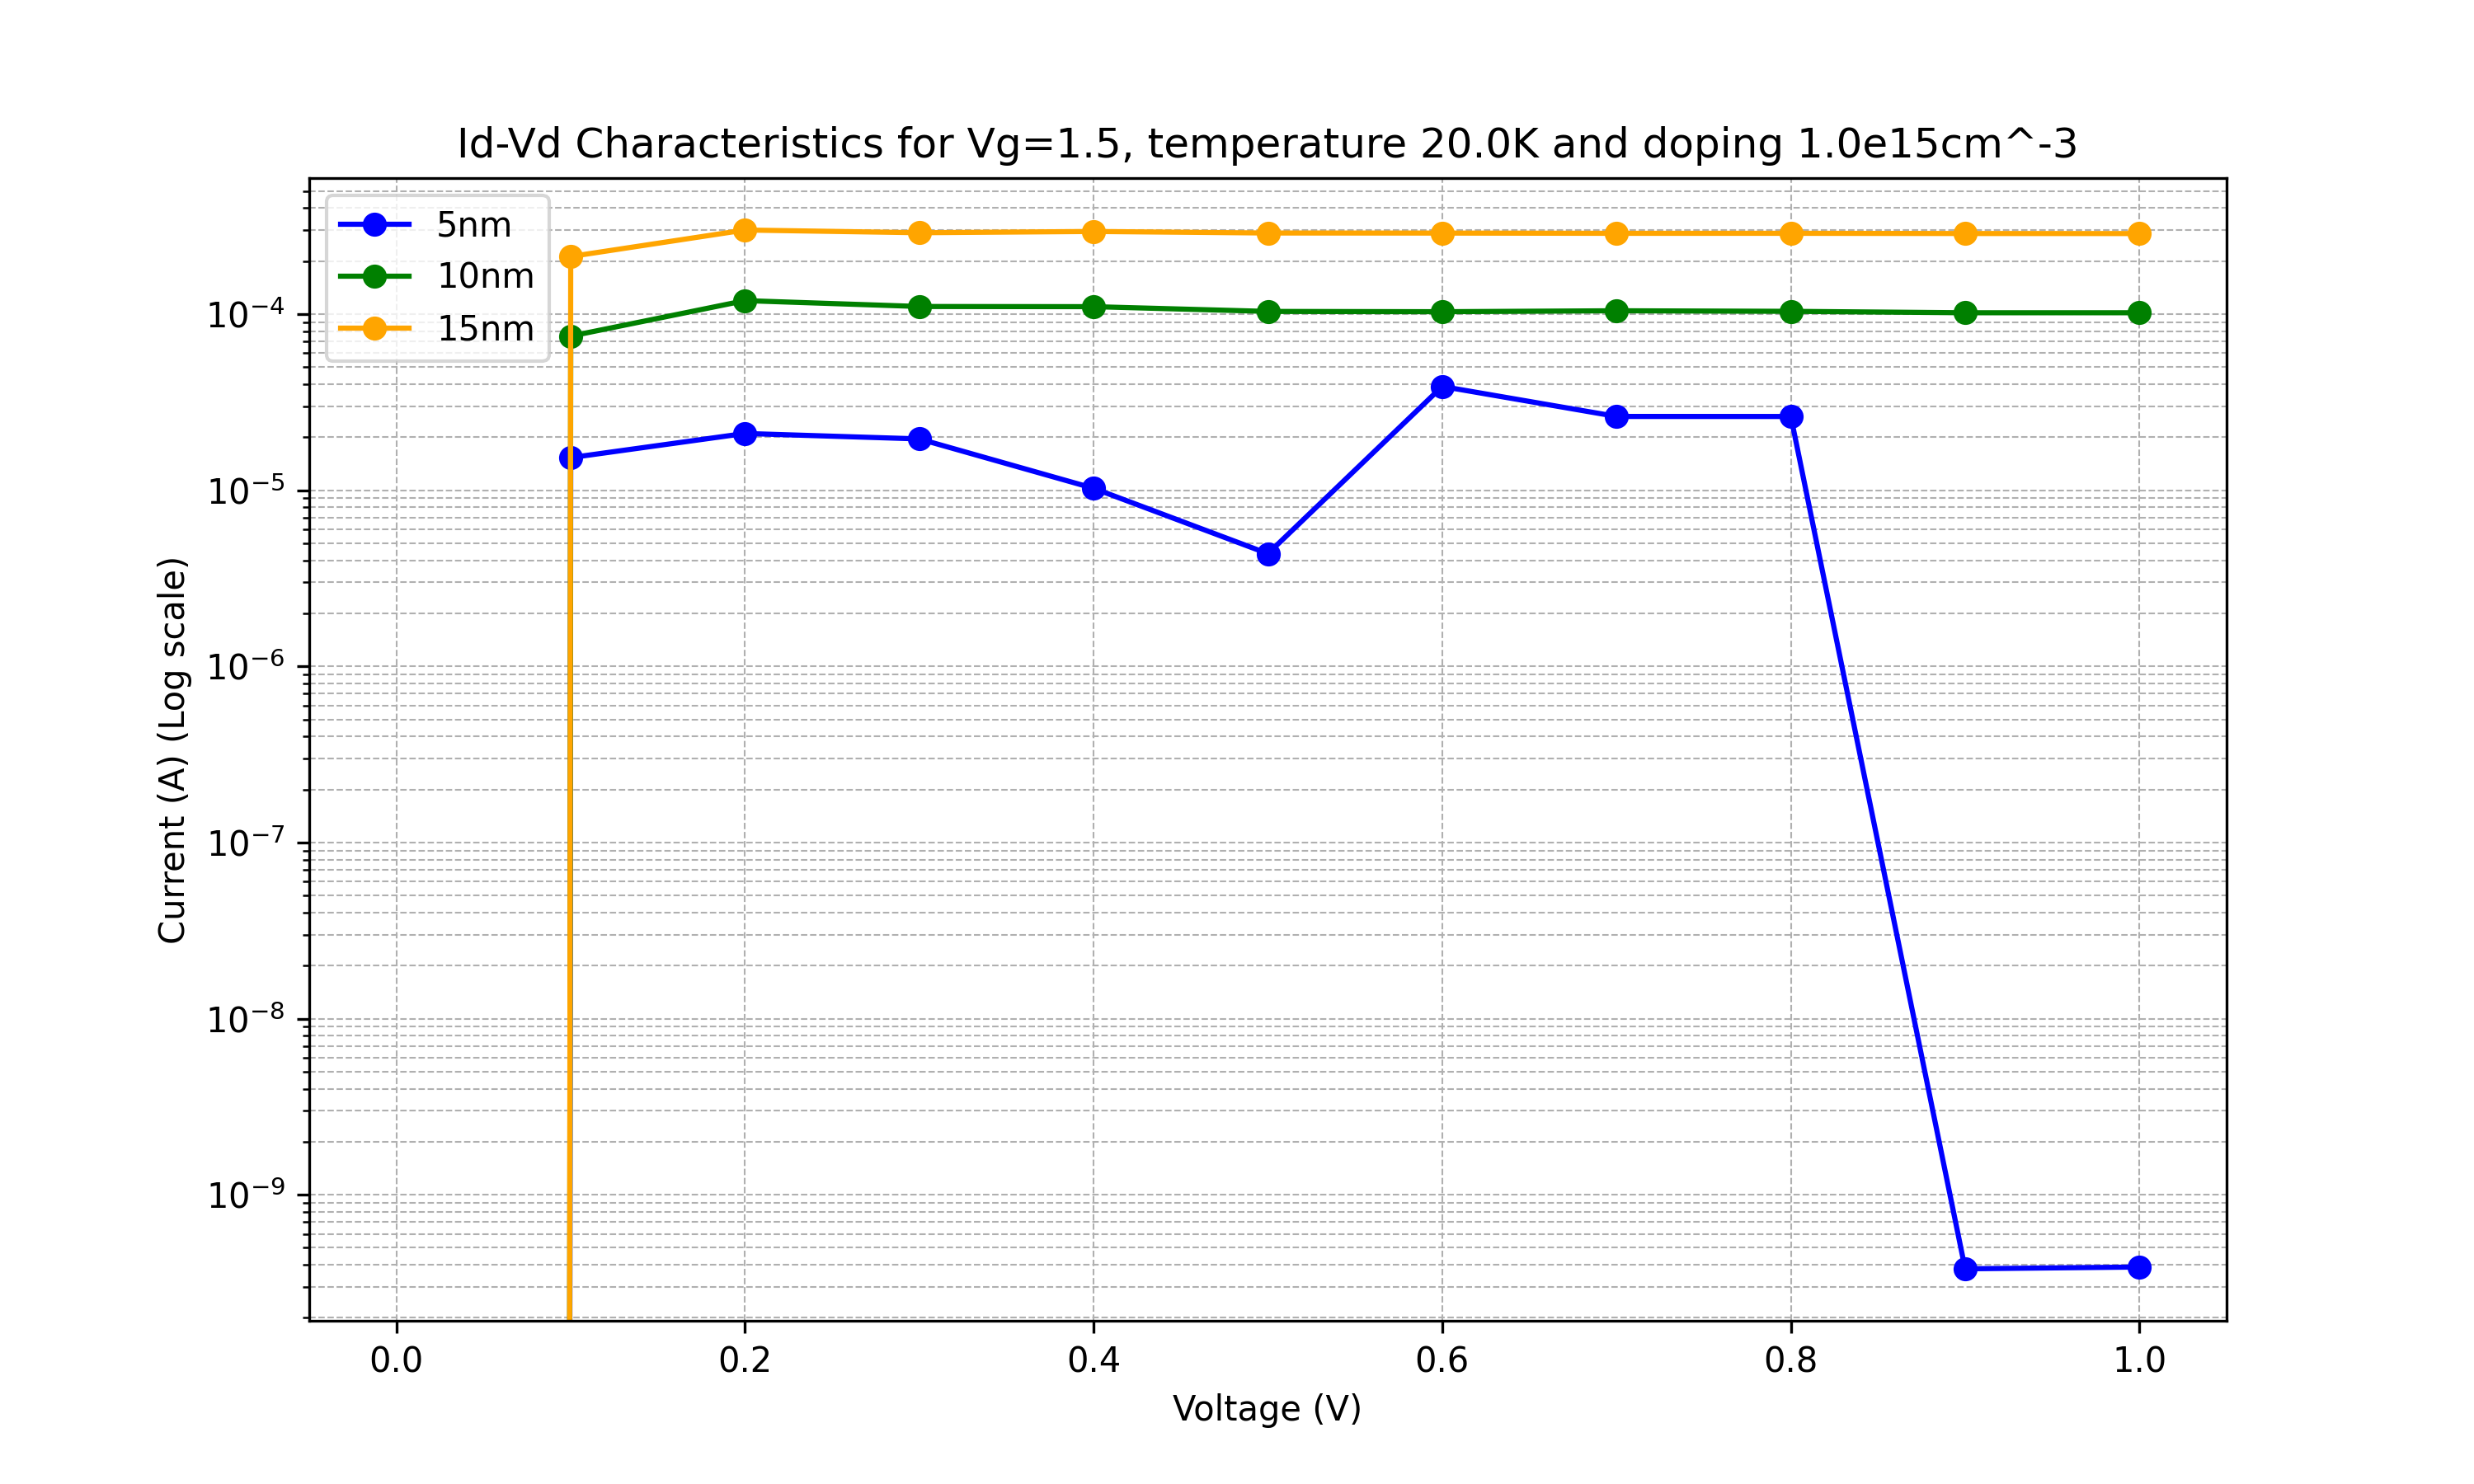 Id-Vd Characteristics for Vg=1.5, temperature 20.0K and doping 1.0e15cm^-3
5nm
10nm
15nm
10⁻⁴
10⁻⁵
10⁻⁶
10⁻⁷
10⁻⁸
10⁻⁹
Current (A) (Log scale)
0.0 0.2 0.4 0.6 0.8 1.0
Voltage (V)